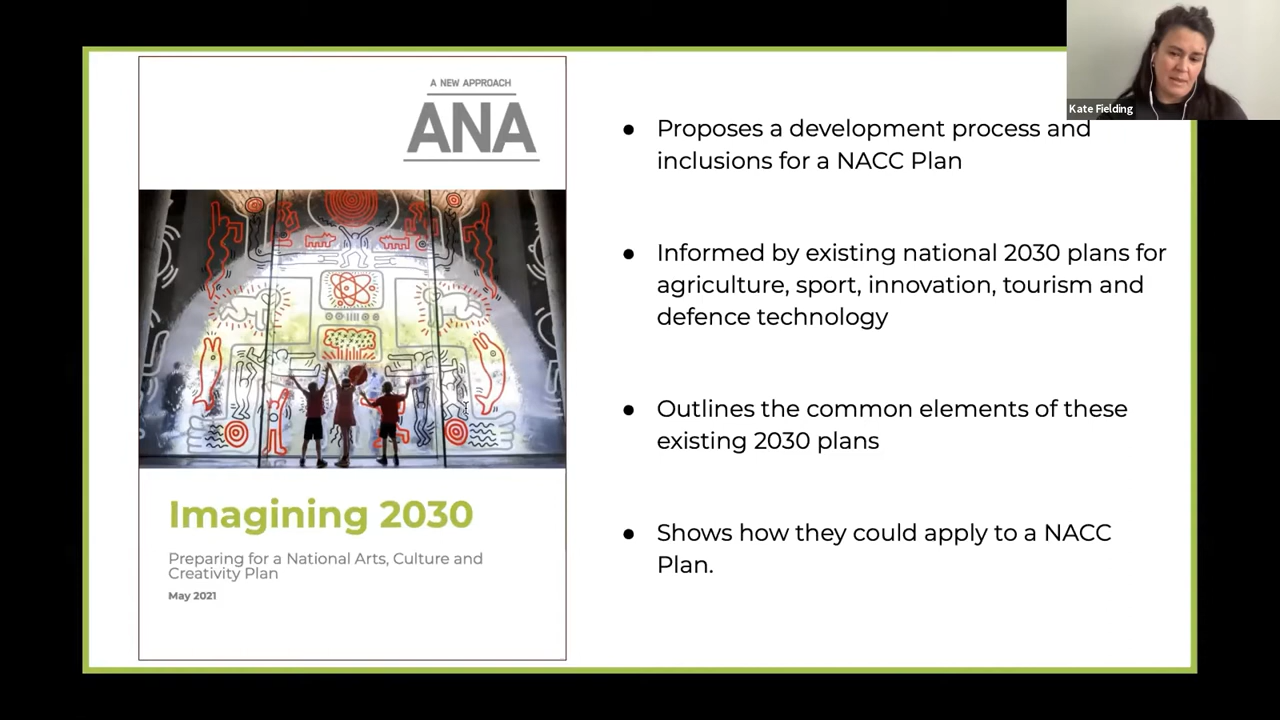 A NEW APPROACH
ANA
Imagining 2030
Preparing for a National Arts, Culture and
Creativity Plan
May 2021
Kate Fielding
● Proposes a development process and
inclusions for a NACC Plan
● Informed by existing national 2030 plans for
agriculture, sport, innovation, tourism and
defence technology
● Outlines the common elements of these
existing 2030 plans
● Shows how they could apply to a NACC
Plan.